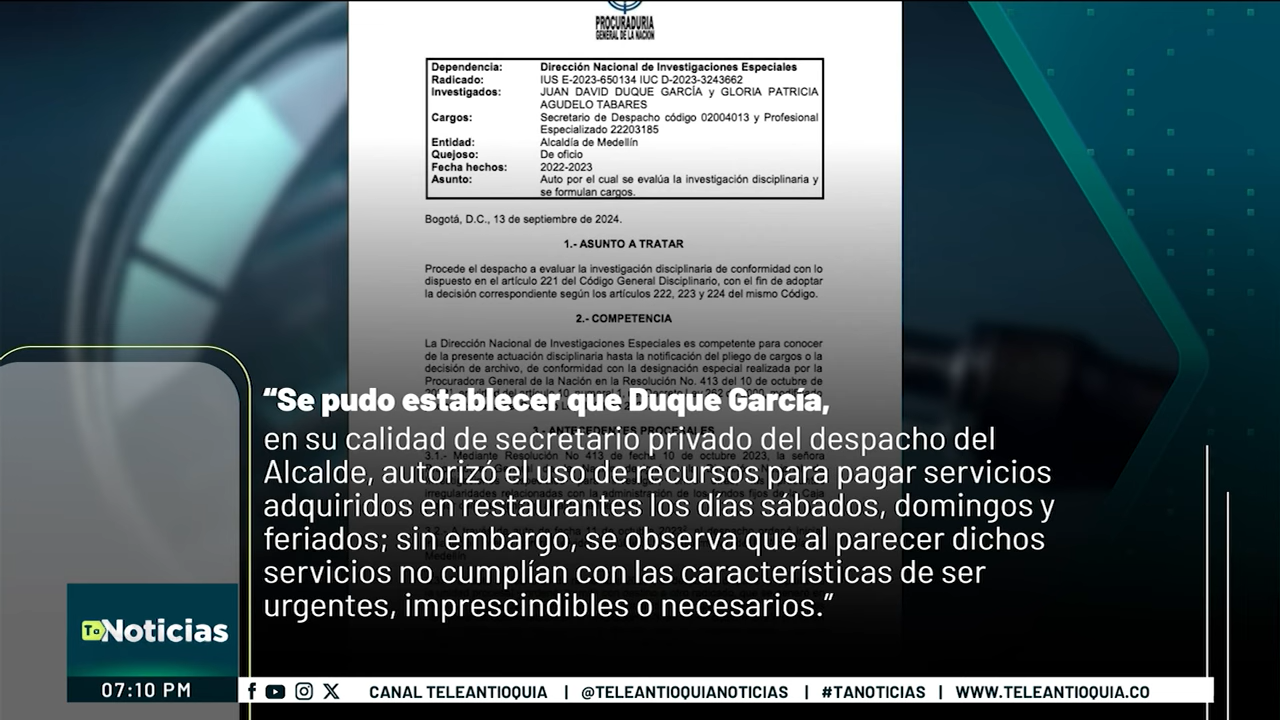 PROCURADURIA
GENERAL DE LA NACION
Dependencia: Dirección Nacional de Investigaciones Especiales
Radicado: IUS E-2023-650134 IUC D-2023-3243662
Investigados: JUAN DAVID DUQUE GARCÍA y GLORIA PATRICIA
AGUDELO TABARES
Cargos: Secretario de Despacho código 02004013 y Profesional
Especializado 22203185
Entidad: Alcaldía de Medellín
Quejoso: De oficio
Fecha hechos: 2022-2023
Asunto: Auto por el cual se evalúa la investigación disciplinaria y
se formulan cargos.
Bogotá, D.C., 13 de septiembre de 2024.
1.- ASUNTO A TRATAR
Procede el despacho a evaluar la investigación disciplinaria de conformidad con lo
dispuesto en el artículo 221 del Código General Disciplinario, con el fin de adoptar
la decisión correspondiente según los artículos 222, 223 y 224 del mismo Código.
2.- COMPETENCIA
La Dirección Nacional de Investigaciones Especiales es competente para conocer
de la presente actuación disciplinaria hasta la notificación del pliego de cargos o la
decisión de archivo, de conformidad con la designación especial realizada por la
Procuradora General de la Nación en la Resolución No. 413 del 10 de octubre de
“Se pudo establecer que Duque García,
en su calidad de secretario privado del despacho del
Alcalde, autorizó el uso de recursos para pagar servicios
adquiridos en restaurantes los días sábados, domingos y
feriados; sin embargo, se observa que al parecer dichos
servicios no cumplían con las características de ser
urgentes, imprescindibles o necesarios.”
Ta Noticias
07:10 PM
CANAL TELEANTIOQUIA | @TELEANTIOQUIANOTICIAS | #TANOTICIAS | WWW.TELEANTIOQUIA.CO